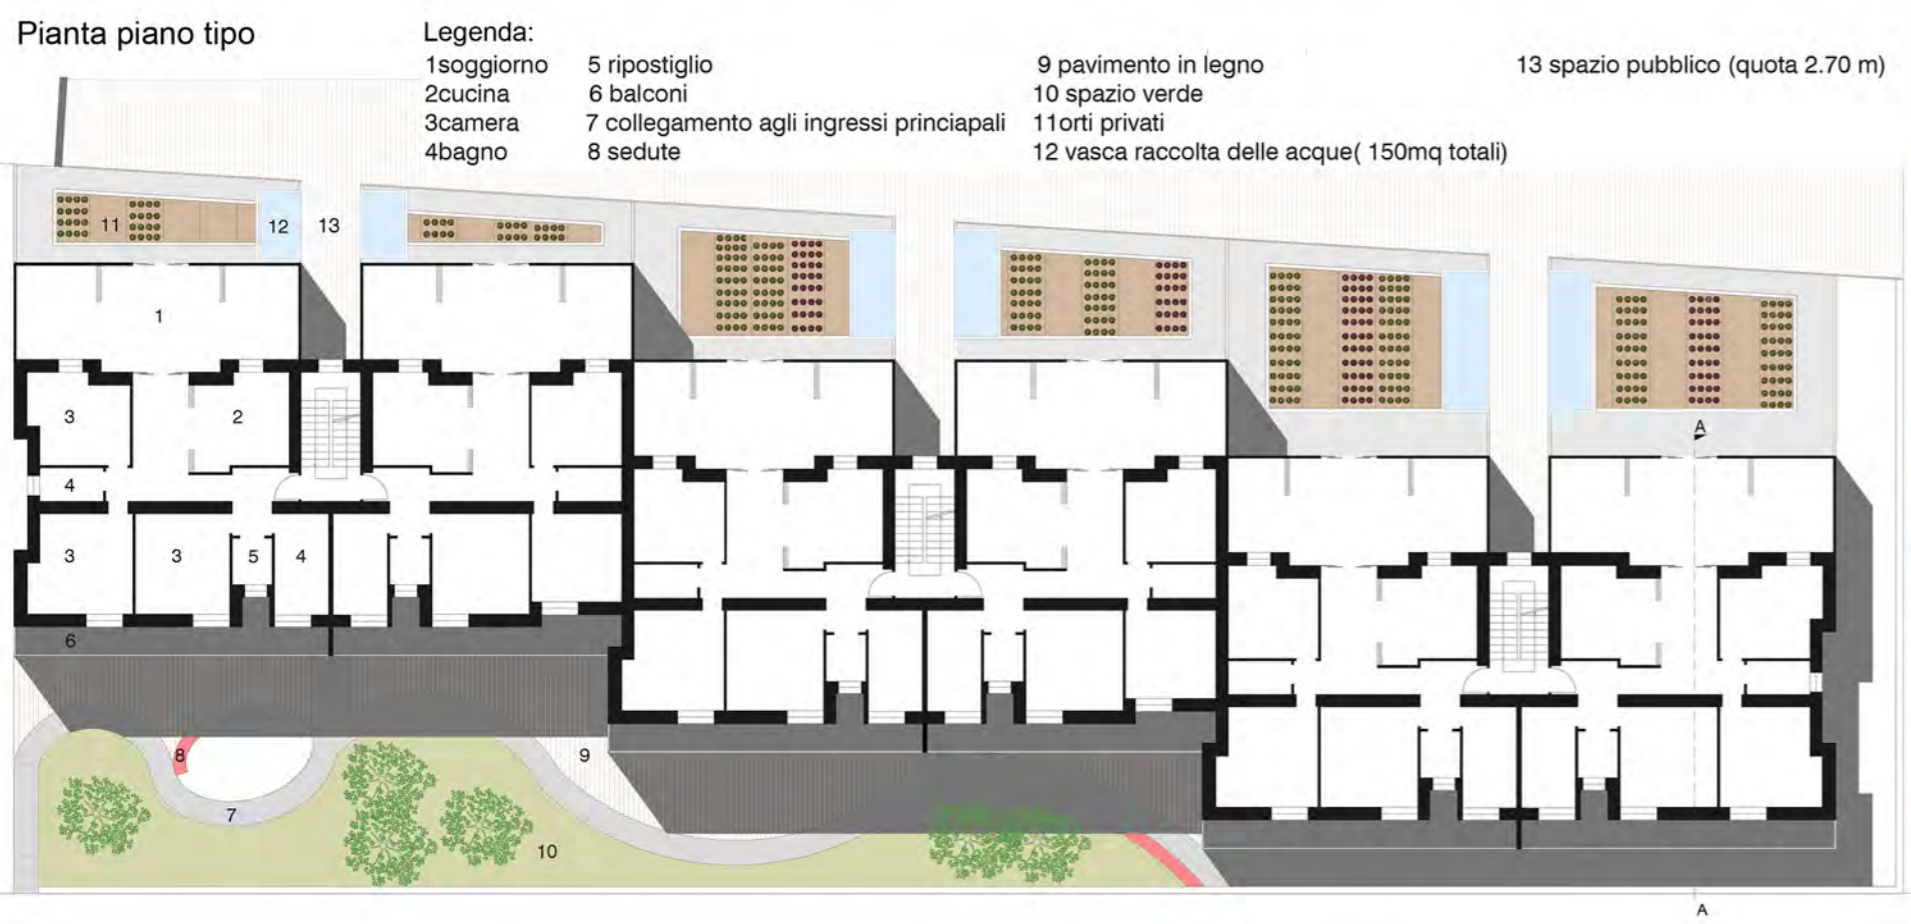 Pianta piano tipo
Legenda:
1soggiorno
2cucina
3camera
4bagno
5 ripostiglio
6 balconi
7 collegamento agli ingressi princiapali
8 sedute
9 pavimento in legno
10 spazio verde
11orti privati
12 vasca raccolta delle acque( 150mq totali)
13 spazio pubblico (quota 2.70 m)
11
12
13
1
3
2
4
3
3
5
4
6
8
9
7
10
A
A